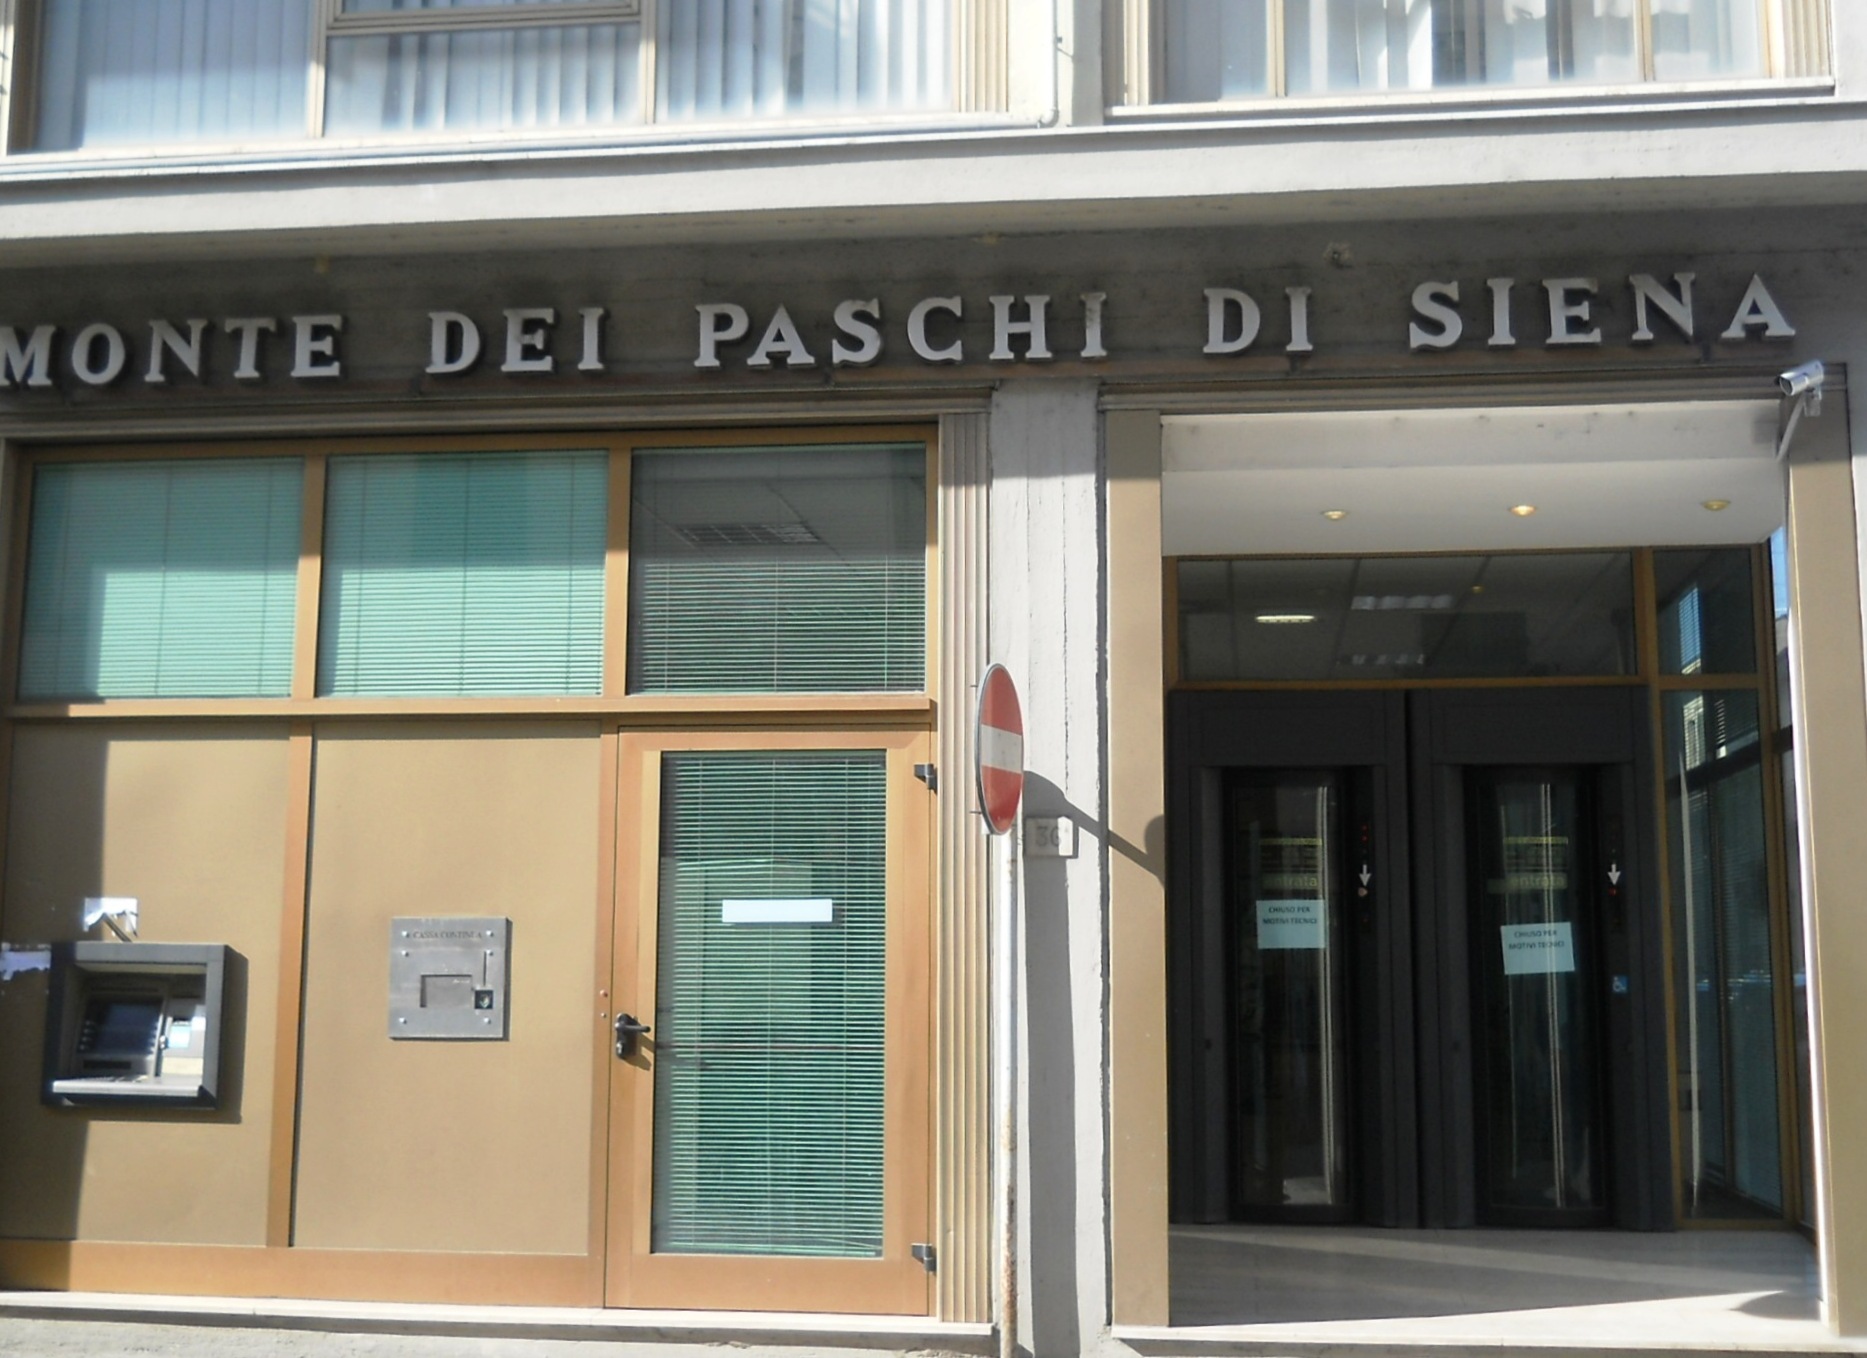 MONTE DEI PASCHI DI SIENA
36
CASSA CONTINUA
entrata
CHIUSO PER
MOTIVI TECNICI
entrata
CHIUSO PER
MOTIVI TECNICI